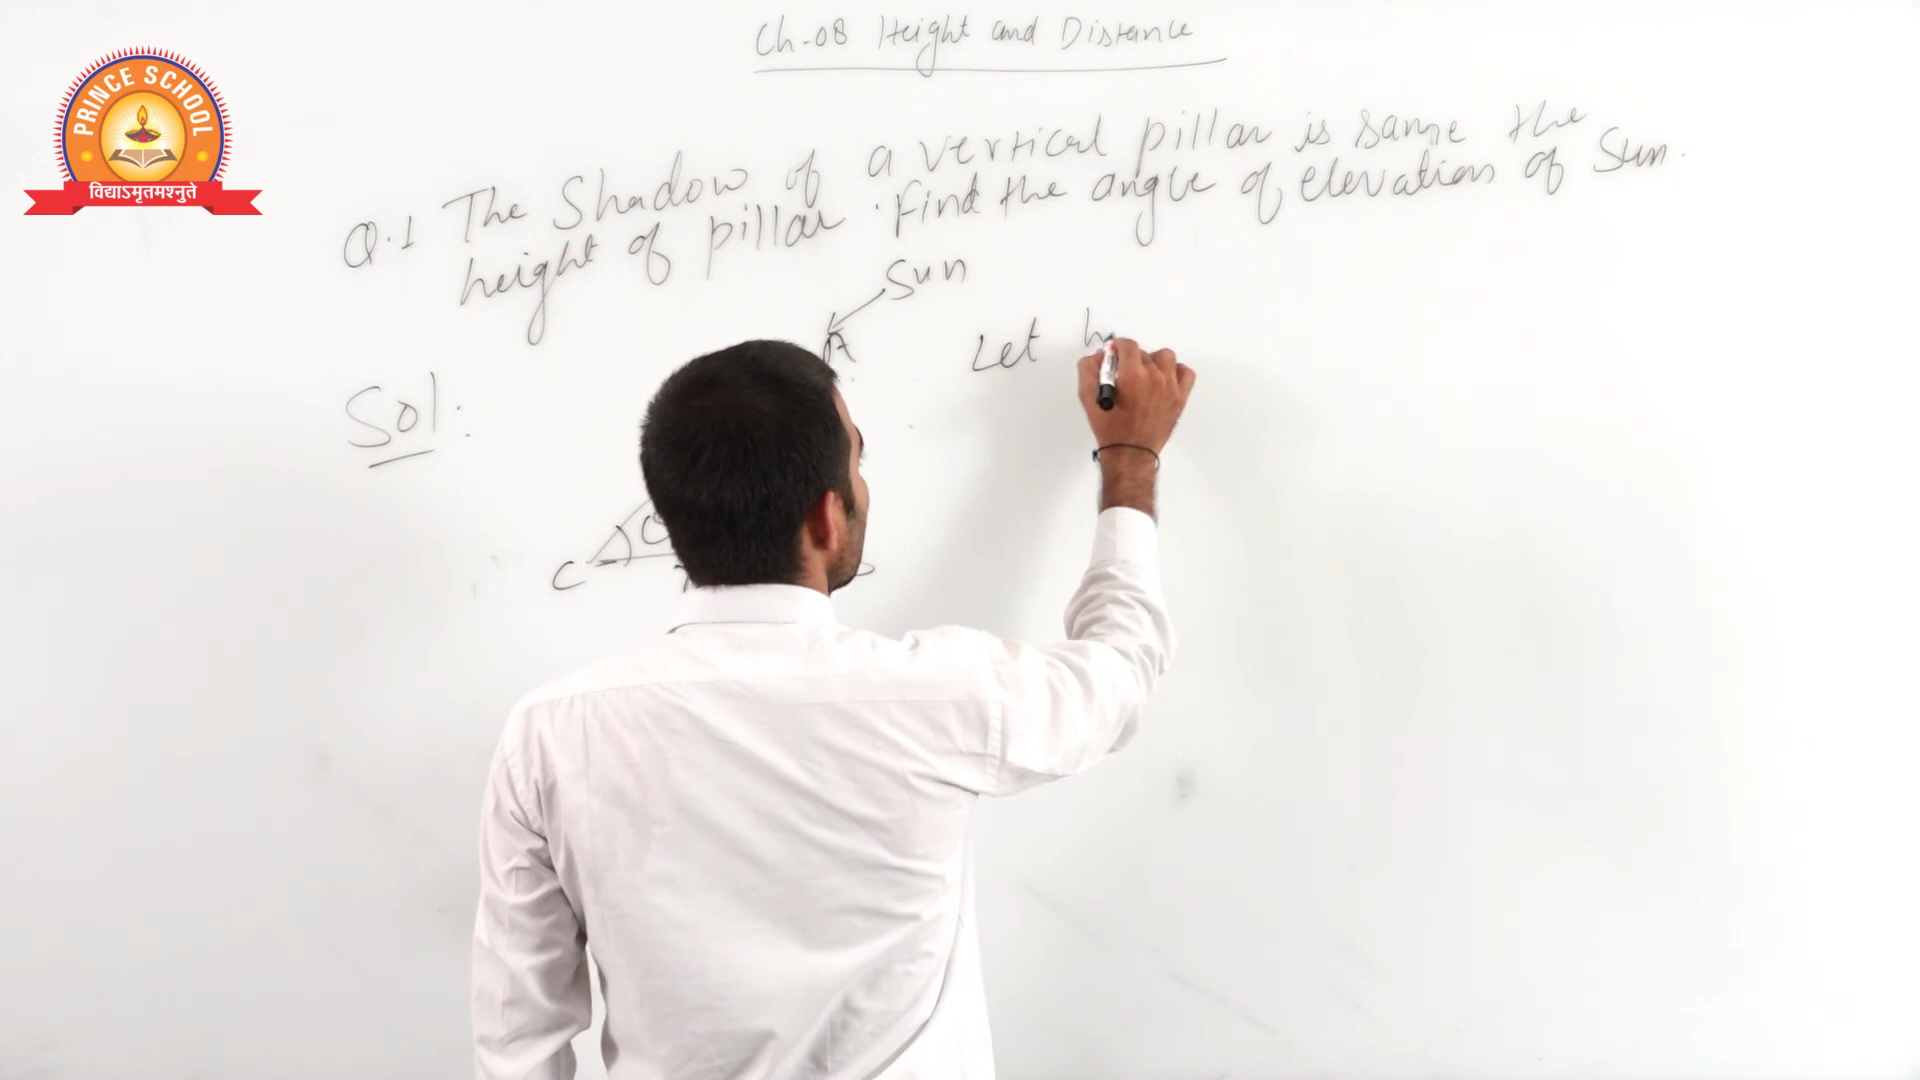 PRINCE SCHOOL
विद्याऽमृतमश्नुते
Ch-08 Height and Distance
Q.1 The Shadow of a vertical pillar is same the
height of pillar. Find the angle of elevation of Sun.
Sun
A
Let
Sol:
C